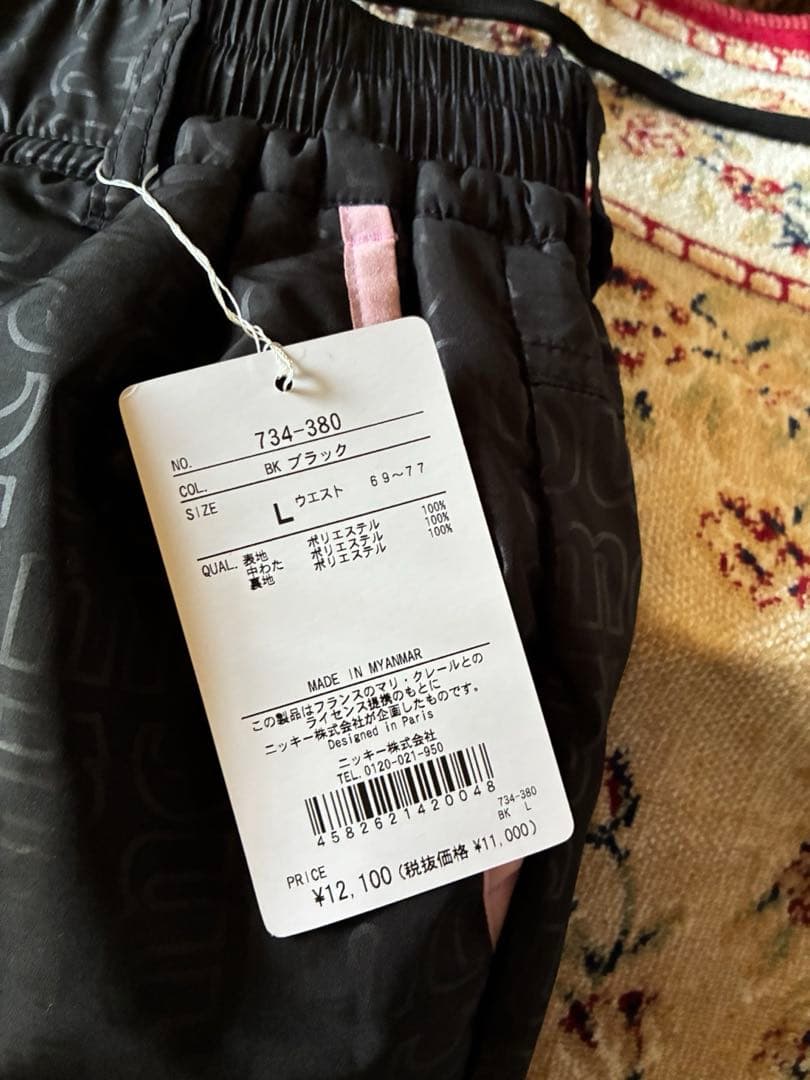 NO. 734-380
COL. BK ブラック
SIZE L ウエスト 69～77
QUAL. 表地 ポリエステル 100%
中わた ポリエステル 100%
裏地 ポリエステル 100%
MADE IN MYANMAR
この製品はフランスのマリ・クレールとの
ライセンス提携のもとに
ニッキー株式会社が企画したものです。
Designed in Paris
ニッキー株式会社
TEL.0120-021-950
4582621420048
734-380
BK L
PRICE
¥12,100(税抜価格 ¥11,000)